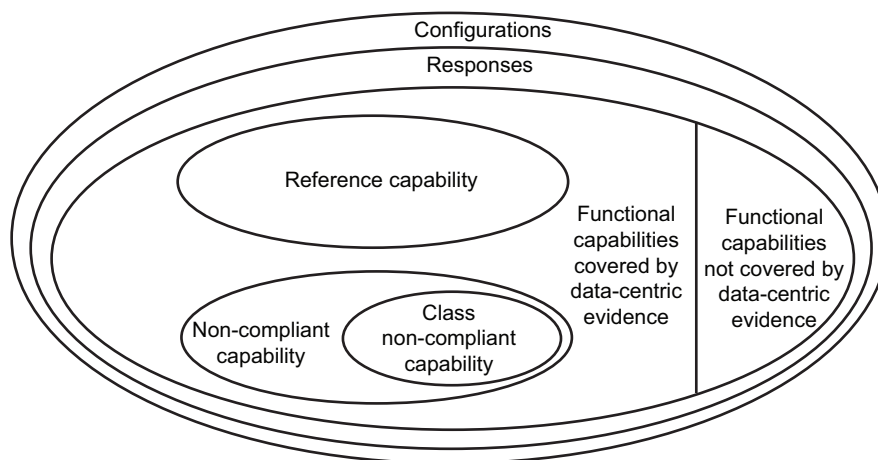 Configurations
Responses
Reference capability
Functional
capabilities
covered by
data-centric
evidence
Functional
capabilities
not covered by
data-centric
evidence
Non-compliant
capability
Class
non-compliant
capability